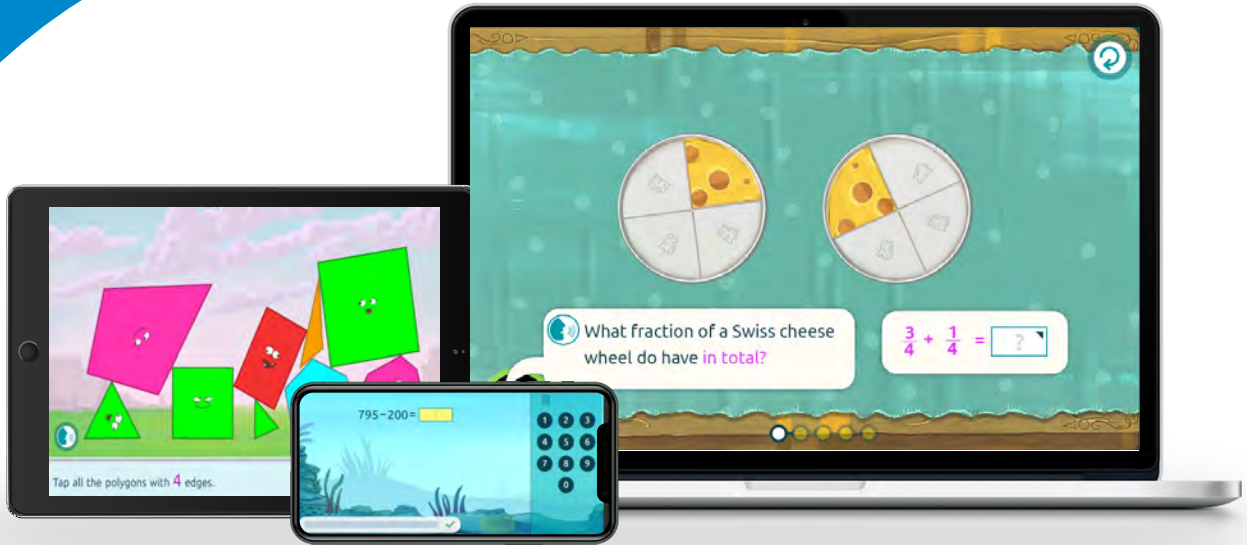 What fraction of a Swiss cheese
wheel do have in total?
3/4 + 1/4 = ?
Tap all the polygons with 4 edges.
795-200=
1 2 3
4 5 6
7 8 9
0